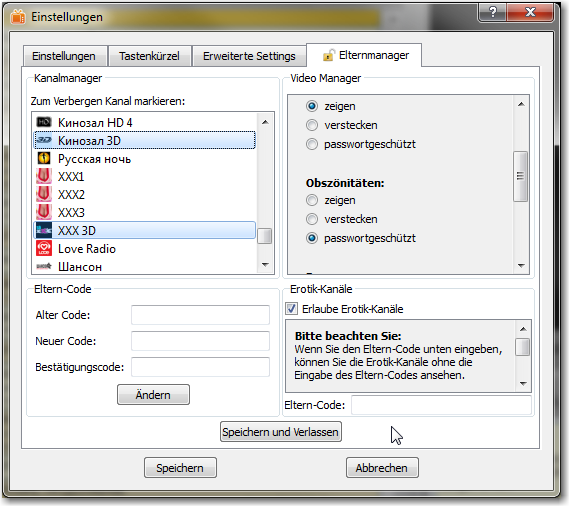 Einstellungen
Einstellungen
Tastenkürzel
Erweiterte Settings
Elternmanager
Kanalmanager
Zum Verbergen Kanal markieren:
HD Кинозал HD 4
3D Кинозал 3D
Русская ночь
XXX1
XXX2
XXX3
XXX 3D
Love Radio
Шансон
Video Manager
zeigen
verstecken
passwortgeschützt
Obszönitäten:
zeigen
verstecken
passwortgeschützt
Eltern-Code
Alter Code:
Neuer Code:
Bestätigungscode:
Ändern
Erotik-Kanäle
Erlaube Erotik-Kanäle
Bitte beachten Sie:
Wenn Sie den Eltern-Code unten eingeben,
können Sie die Erotik-Kanäle ohne die
Eingabe des Eltern-Codes ansehen.
Eltern-Code:
Speichern und Verlassen
Speichern
Abbrechen